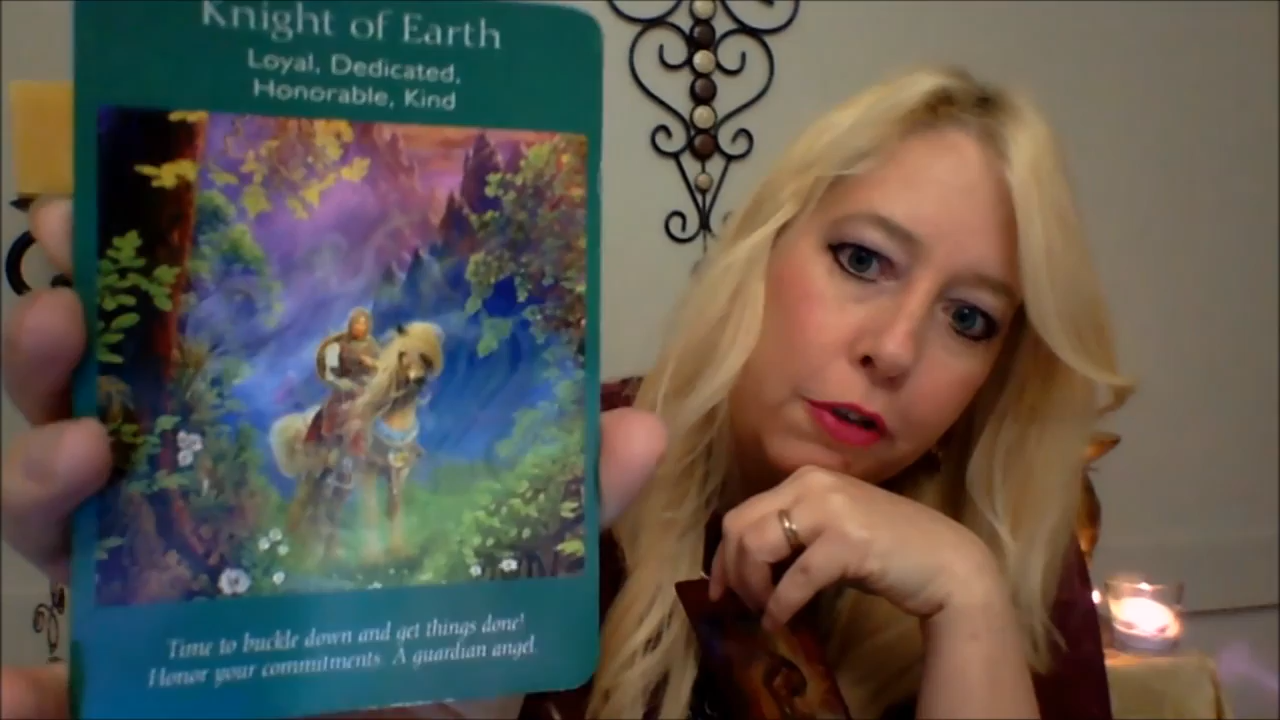 Knight of Earth
Loyal, Dedicated,
Honorable, Kind
Time to buckle down and get things done!
Honor your commitments. A guardian angel.